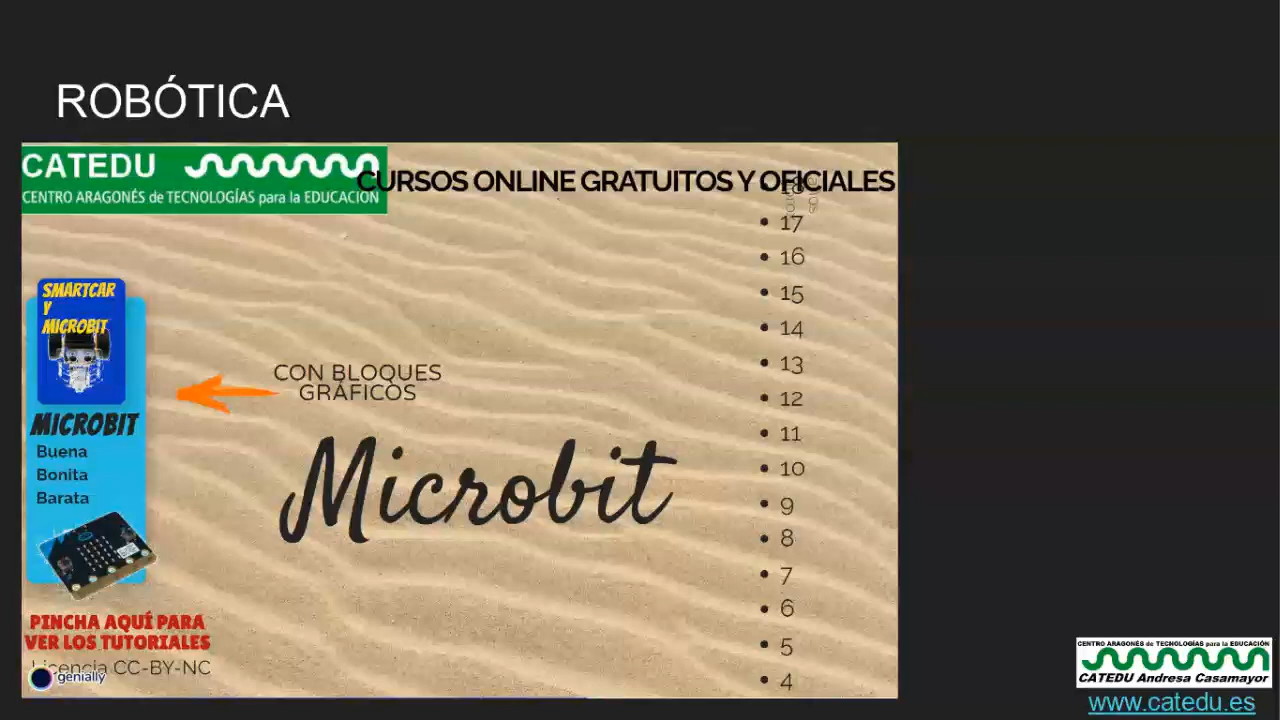 ROBÓTICA
CATEDU
CENTRO ARAGONÉS de TECNOLOGÍAS para la EDUCACIÓN
CURSOS ONLINE GRATUITOS Y OFICIALES
17
16
15
14
13
12
11
10
9
8
7
6
5
4
SMARTCAR
Y
MICROBIT
MICROBIT
Buena
Bonita
Barata
CON BLOQUES
GRÁFICOS
Microbit
PINCHA AQUÍ PARA
VER LOS TUTORIALES
Licencia CC-BY-NC
genially
CENTRO ARAGONÉS de TECNOLOGÍAS para la EDUCACIÓN
CATEDU Andresa Casamayor
www.catedu.es